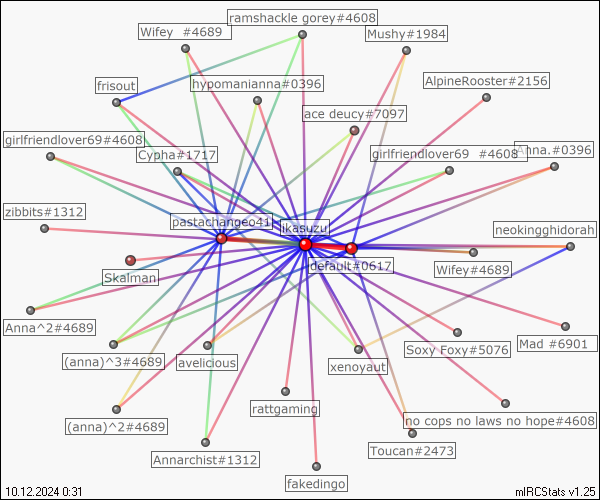 ramshackle gorey#4608
Wifey #4689
Mushy#1984
frisout
hypomanianna#0396
AlpineRooster#2156
ace deucy#7097
girlfriendlover69#4608
Cypha#1717
girlfriendlover69 #4608
Anna.#0396
zibbits#1312
pastachangeo41
ikasuzu
neokingghidorah
Skalman
default#0617
Wifey#4689
Anna^2#4689
(anna)^3#4689
avelicious
xenoyaut
Soxy Foxy#5076
Mad #6901
(anna)^2#4689
rattgaming
no cops no laws no hope#4608
Annarchist#1312
Toucan#2473
fakedingo
10.12.2024 0:31
mIRCStats v1.25